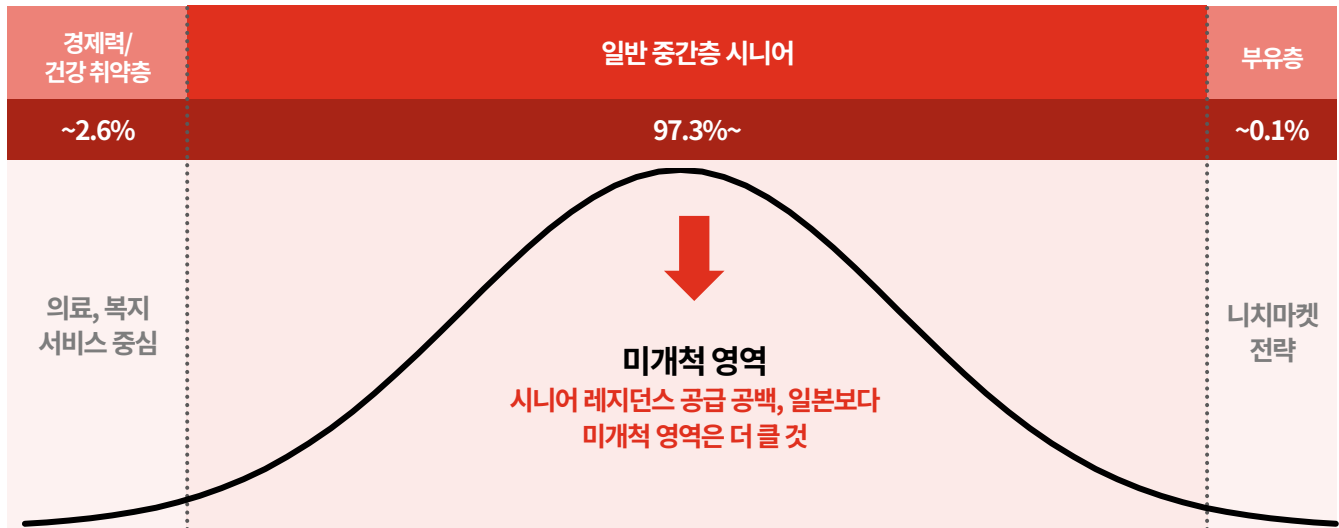 경제력/
건강 취약층
일반 중간층 시니어
부유층
~2.6%
97.3%~
~0.1%
의료, 복지
서비스 중심
미개척 영역
시니어 레지던스 공급 공백, 일본보다
미개척 영역은 더 클 것
니치마켓
전략